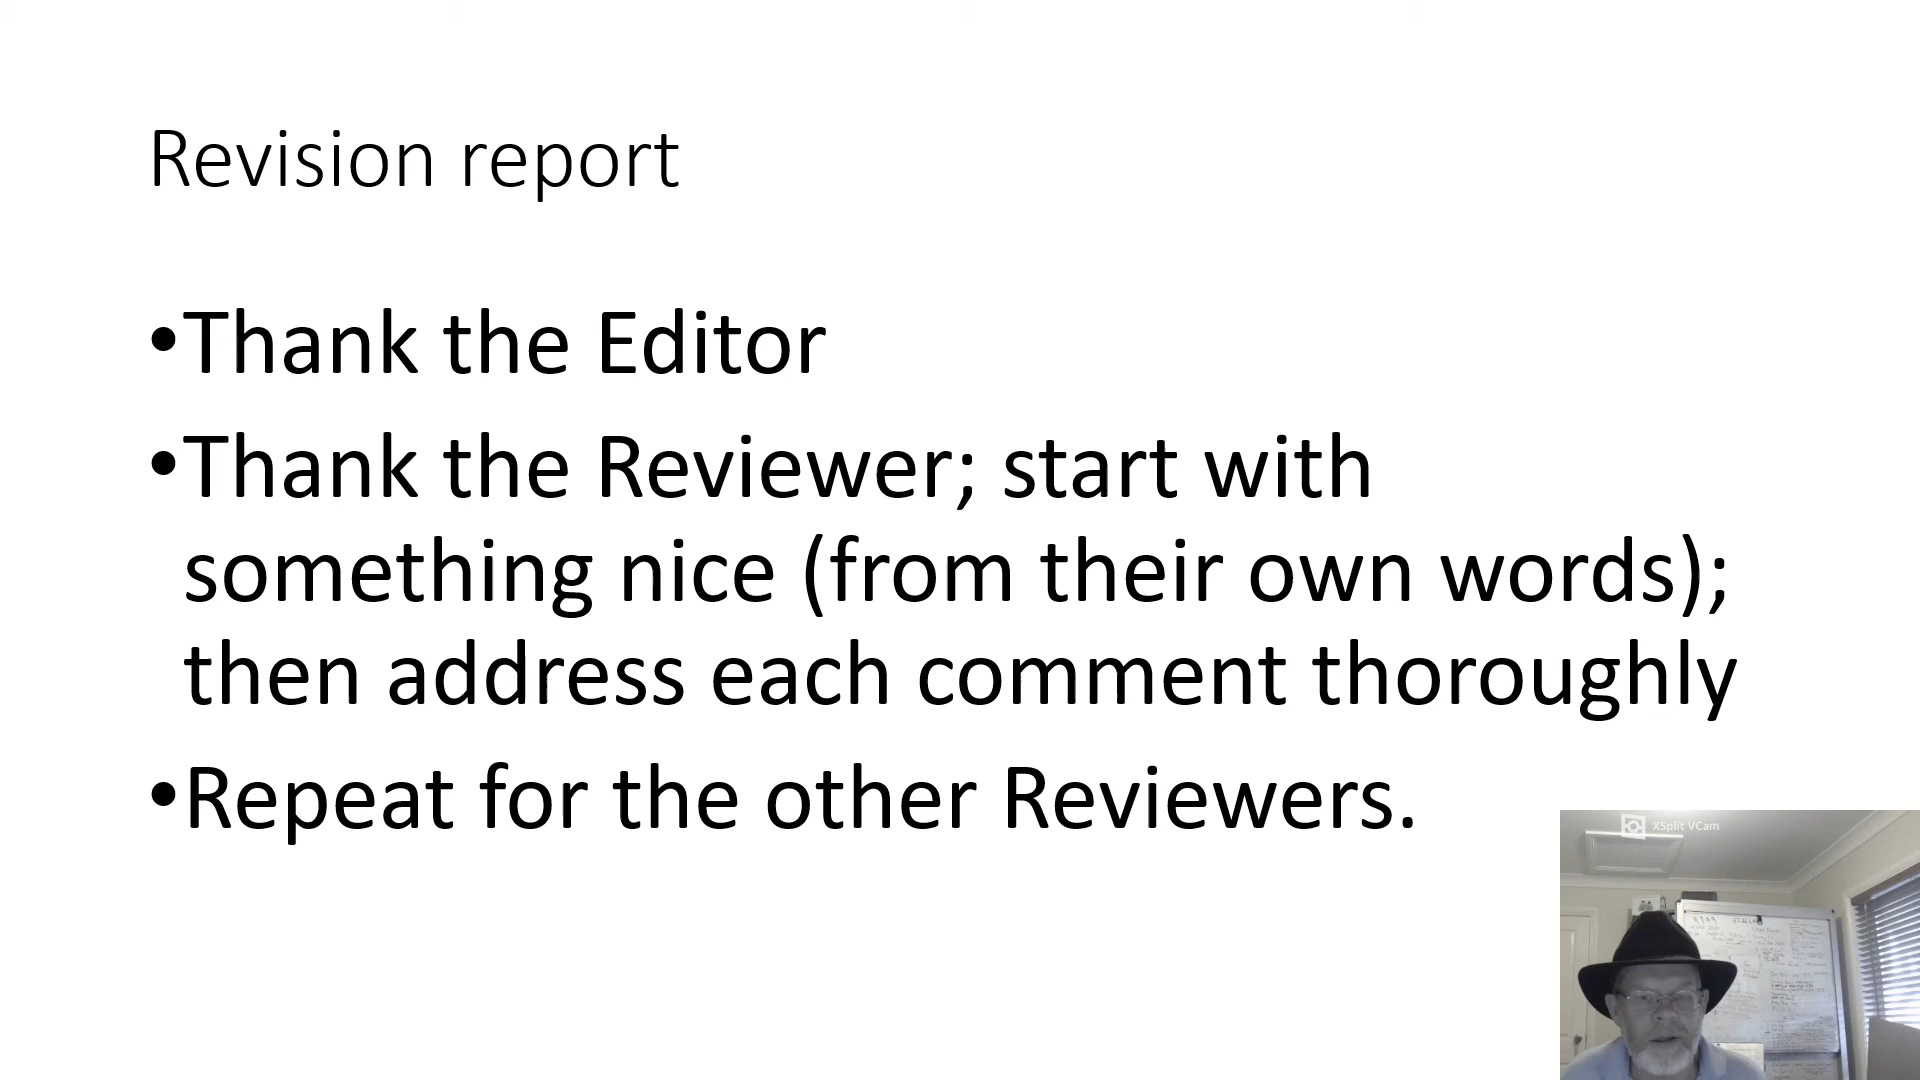 Revision report
•Thank the Editor
•Thank the Reviewer; start with
something nice (from their own words);
then address each comment thoroughly
•Repeat for the other Reviewers.
XSplit VCam